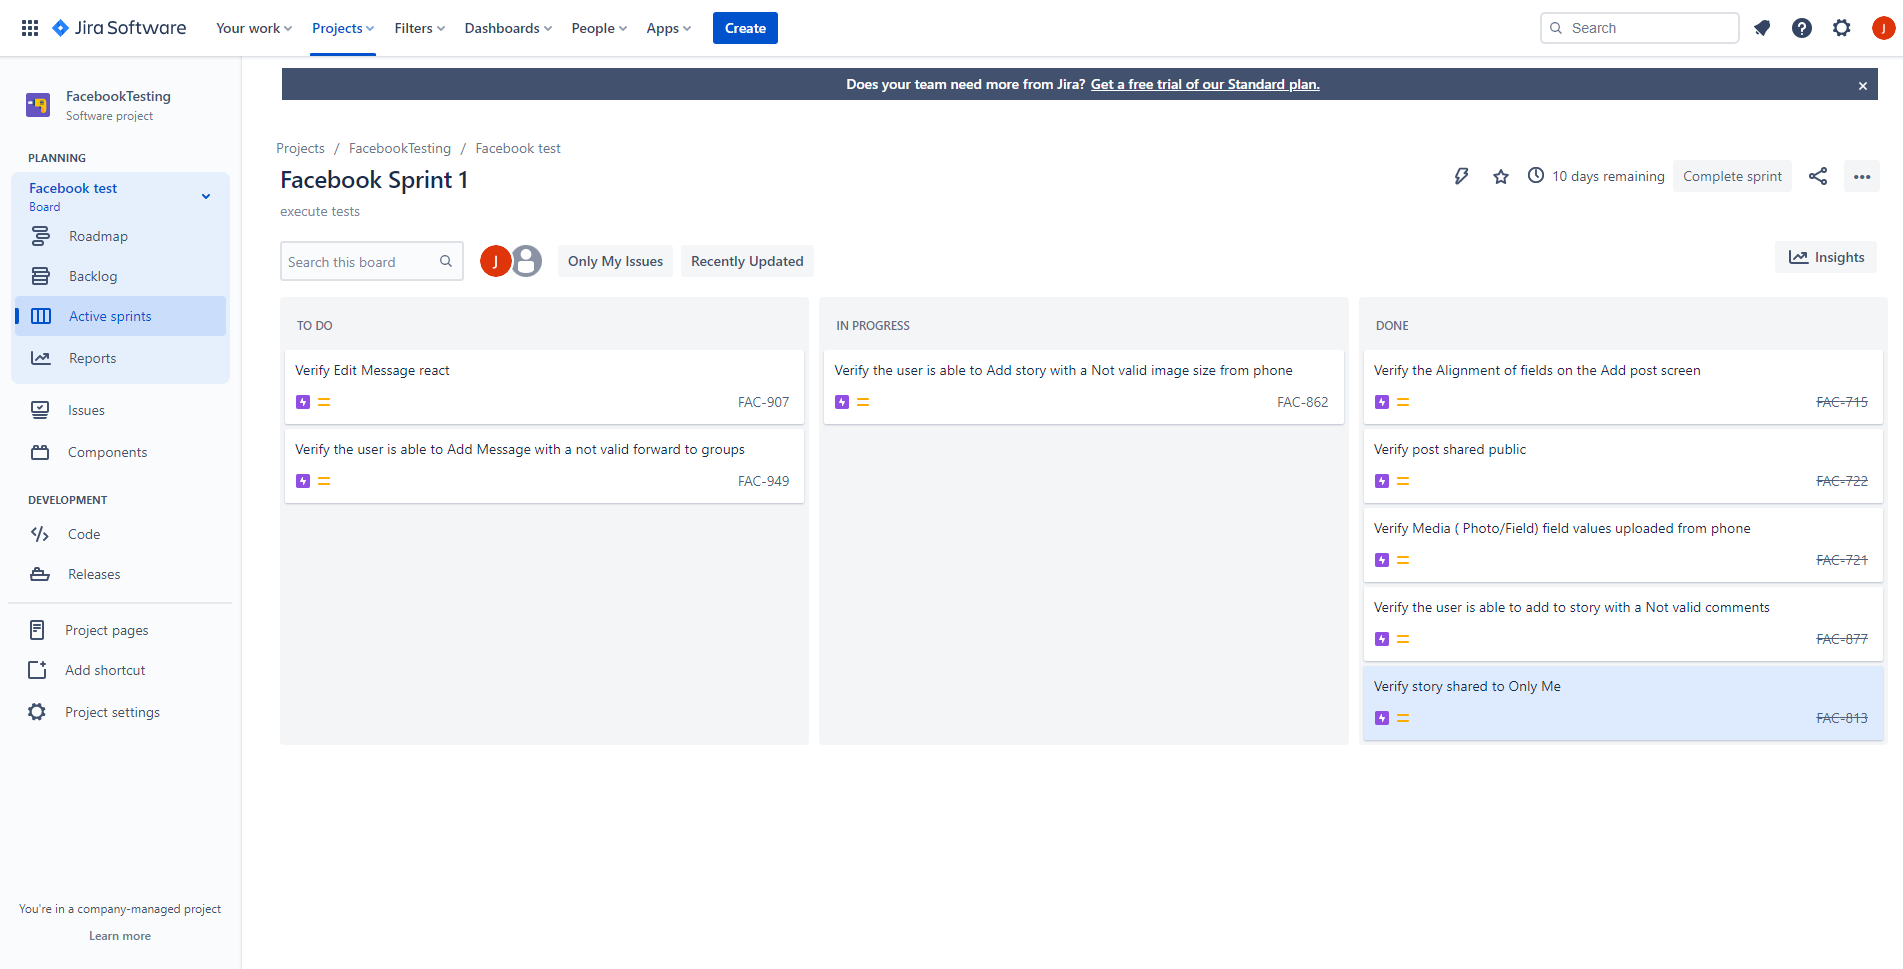 Jira Software
Your work
Projects
Filters
Dashboards
People
Apps
Create
Search
J
FacebookTesting
Software project
PLANNING
Facebook test
Board
Roadmap
Backlog
Active sprints
Reports
Issues
Components
DEVELOPMENT
Code
Releases
Project pages
Add shortcut
Project settings
You're in a company-managed project
Learn more
Does your team need more from Jira? Get a free trial of our Standard plan.
Projects / FacebookTesting / Facebook test
Facebook Sprint 1
10 days remaining
Complete sprint
execute tests
Search this board
J
Only My Issues
Recently Updated
Insights
TO DO
Verify Edit Message react
FAC-907
Verify the user is able to Add Message with a not valid forward to groups
FAC-949
IN PROGRESS
Verify the user is able to Add story with a Not valid image size from phone
FAC-862
DONE
Verify the Alignment of fields on the Add post screen
FAC-715
Verify post shared public
FAC-722
Verify Media ( Photo/Field) field values uploaded from phone
FAC-721
Verify the user is able to add to story with a Not valid comments
FAC-877
Verify story shared to Only Me
FAC-813